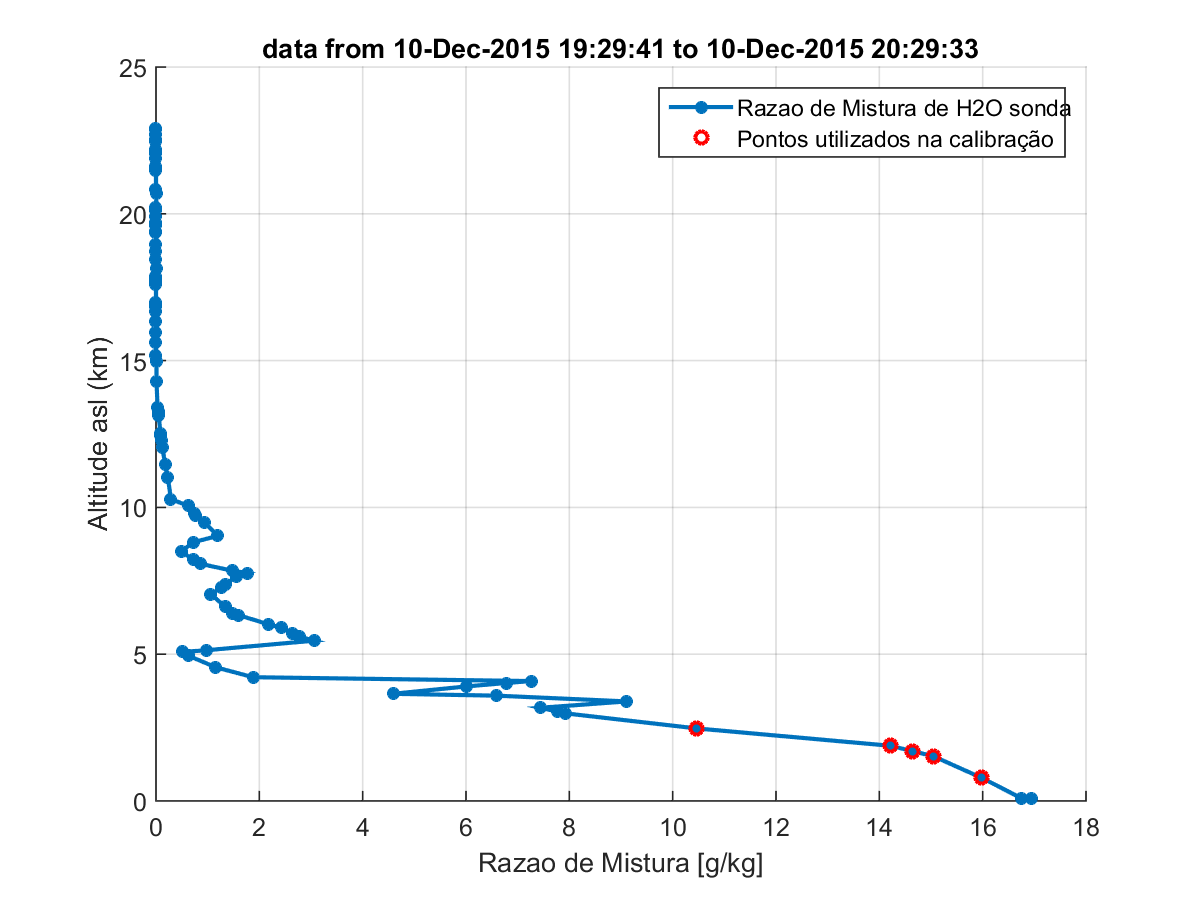 data from 10-Dec-2015 19:29:41 to 10-Dec-2015 20:29:33
Razao de Mistura de H2O sonda
Pontos utilizados na calibração
Altitude asl (km)
25
20
15
10
5
0
0 2 4 6 8 10 12 14 16 18
Razao de Mistura [g/kg]